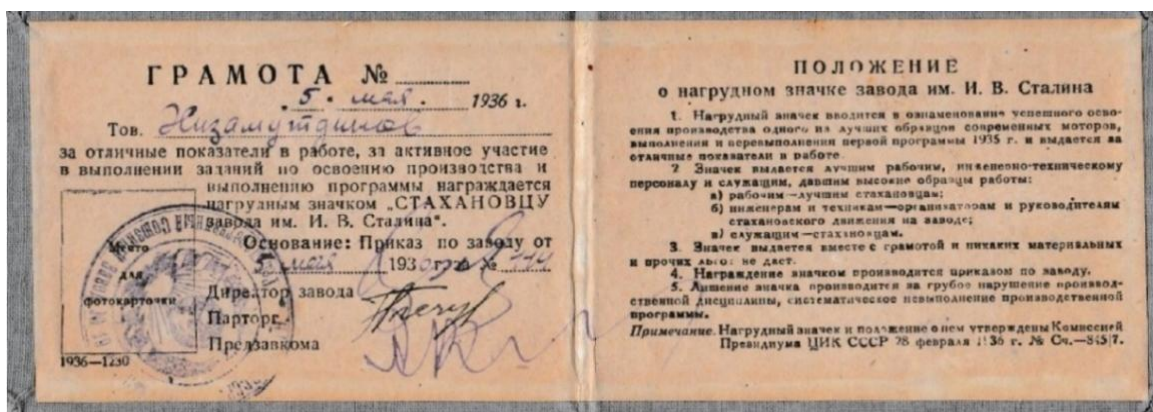 ГРАМОТА №
5. мая. 1936 г.
Тов. Низамутдинов
за отличные показатели в работе, за активное участие
в выполнении заданий по освоению производства и
выполнению программы награждается
нагрудным значком „СТАХАНОВЦУ
завода им. И. В. Сталина“.
Основание: Приказ по заводу от
5 мая 1936 г. №
Место
для
фотокарточки
Директор завода
Парторг
Предзавкома
1936—1230
ПОЛОЖЕНИЕ
о нагрудном значке завода им. И. В. Сталина
1. Нагрудный значек вводится в ознаменование успешного осво-
ения производства одного из лучших образцов современных моторов,
выполнения и перевыполнения первой программы 1935 г. и выдается за
отличные показатели в работе.
2 Значек выдается лучшим рабочим, инженерно-техническому
персоналу и служащим, давшим высокие образцы работы:
а) рабочим—лучшим стахановцам;
б) инженерам и техникам—организаторам и руководителям
стахановского движения на заводе;
в) служащим—стахановцам.
3. Значек выдается вместе с грамотой и никаких материальных
и прочих льгот не дает.
4. Награждение значком производится приказом по заводу.
5. Лишение значка производится за грубое нарушение производ-
ственной дисциплины, систематическое невыполнение производственной
программы.
Примечание. Нагрудный значек и положение о нем утверждены Комиссией
Президиума ЦИК СССР 28 февраля 1936 г. № Сч.—845/7.